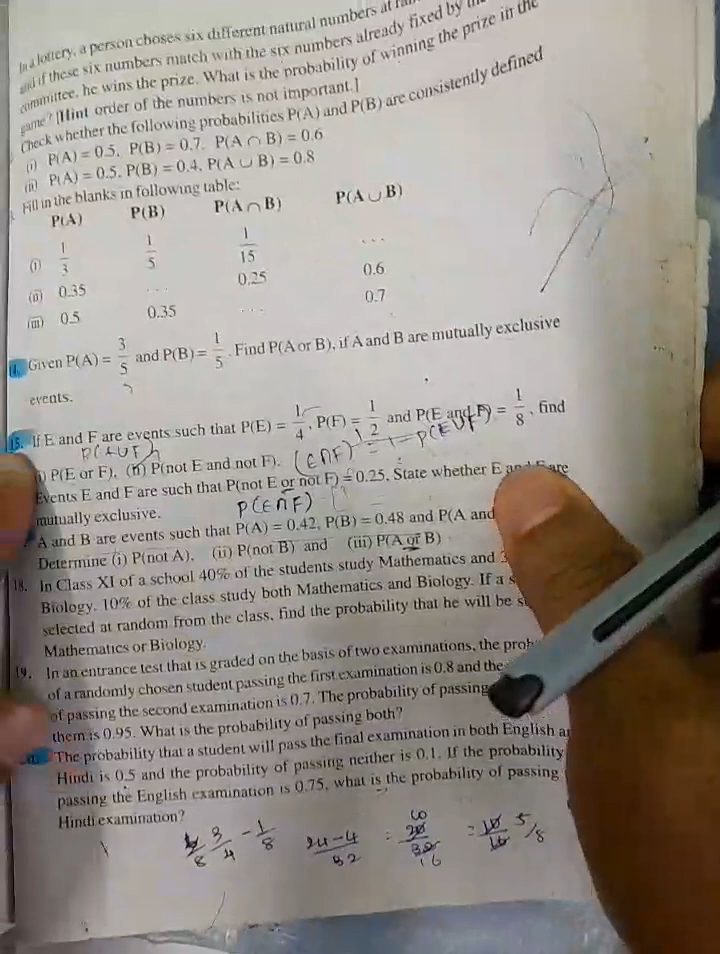 In a lottery, a person choses six different natural numbers at
and if these six numbers match with the six numbers already fixed by
committee, he wins the prize. What is the probability of winning the prize in the
game? [Hint order of the numbers is not important.]
Check whether the following probabilities P(A) and P(B) are consistently defined
(i) P(A) = 0.5, P(B) = 0.7, P(A ∩ B) = 0.6
(ii) P(A) = 0.5, P(B) = 0.4, P(A ∪ B) = 0.8
Fill in the blanks in following table:
P(A) P(B) P(A ∩ B) P(A ∪ B)
(i) 1/3 1/5 1/15 ...
(ii) 0.35 ... 0.25 0.6
(iii) 0.5 0.35 ... 0.7
14. Given P(A) = 3/5 and P(B) = 1/5. Find P(A or B), if A and B are mutually exclusive
events.
15. If E and F are events such that P(E) = 1/4, P(F) = 1/2 and P(E and F) = 1/8, find
(i) P(E or F), (ii) P(not E and not F).
(E∩F)' = 1 - P(E∪F)
Events E and F are such that P(not E or not F) = 0.25, State whether E and F are
mutually exclusive.
P(E∩F)
A and B are events such that P(A) = 0.42, P(B) = 0.48 and P(A and
Determine (i) P(not A), (ii) P(not B) and (iii) P(A or B)
18. In Class XI of a school 40% of the students study Mathematics and 3
Biology. 10% of the class study both Mathematics and Biology. If a s
selected at random from the class, find the probability that he will be
Mathematics or Biology.
19. In an entrance test that is graded on the basis of two examinations, the prob
of a randomly chosen student passing the first examination is 0.8 and the
of passing the second examination is 0.7. The probability of passing
them is 0.95. What is the probability of passing both?
The probability that a student will pass the final examination in both English a
Hindi is 0.5 and the probability of passing neither is 0.1. If the probability
passing the English examination is 0.75, what is the probability of passing
Hindi examination?
3/4 - 1/8 24-4/32 = 20/32 = 10/16 5/8